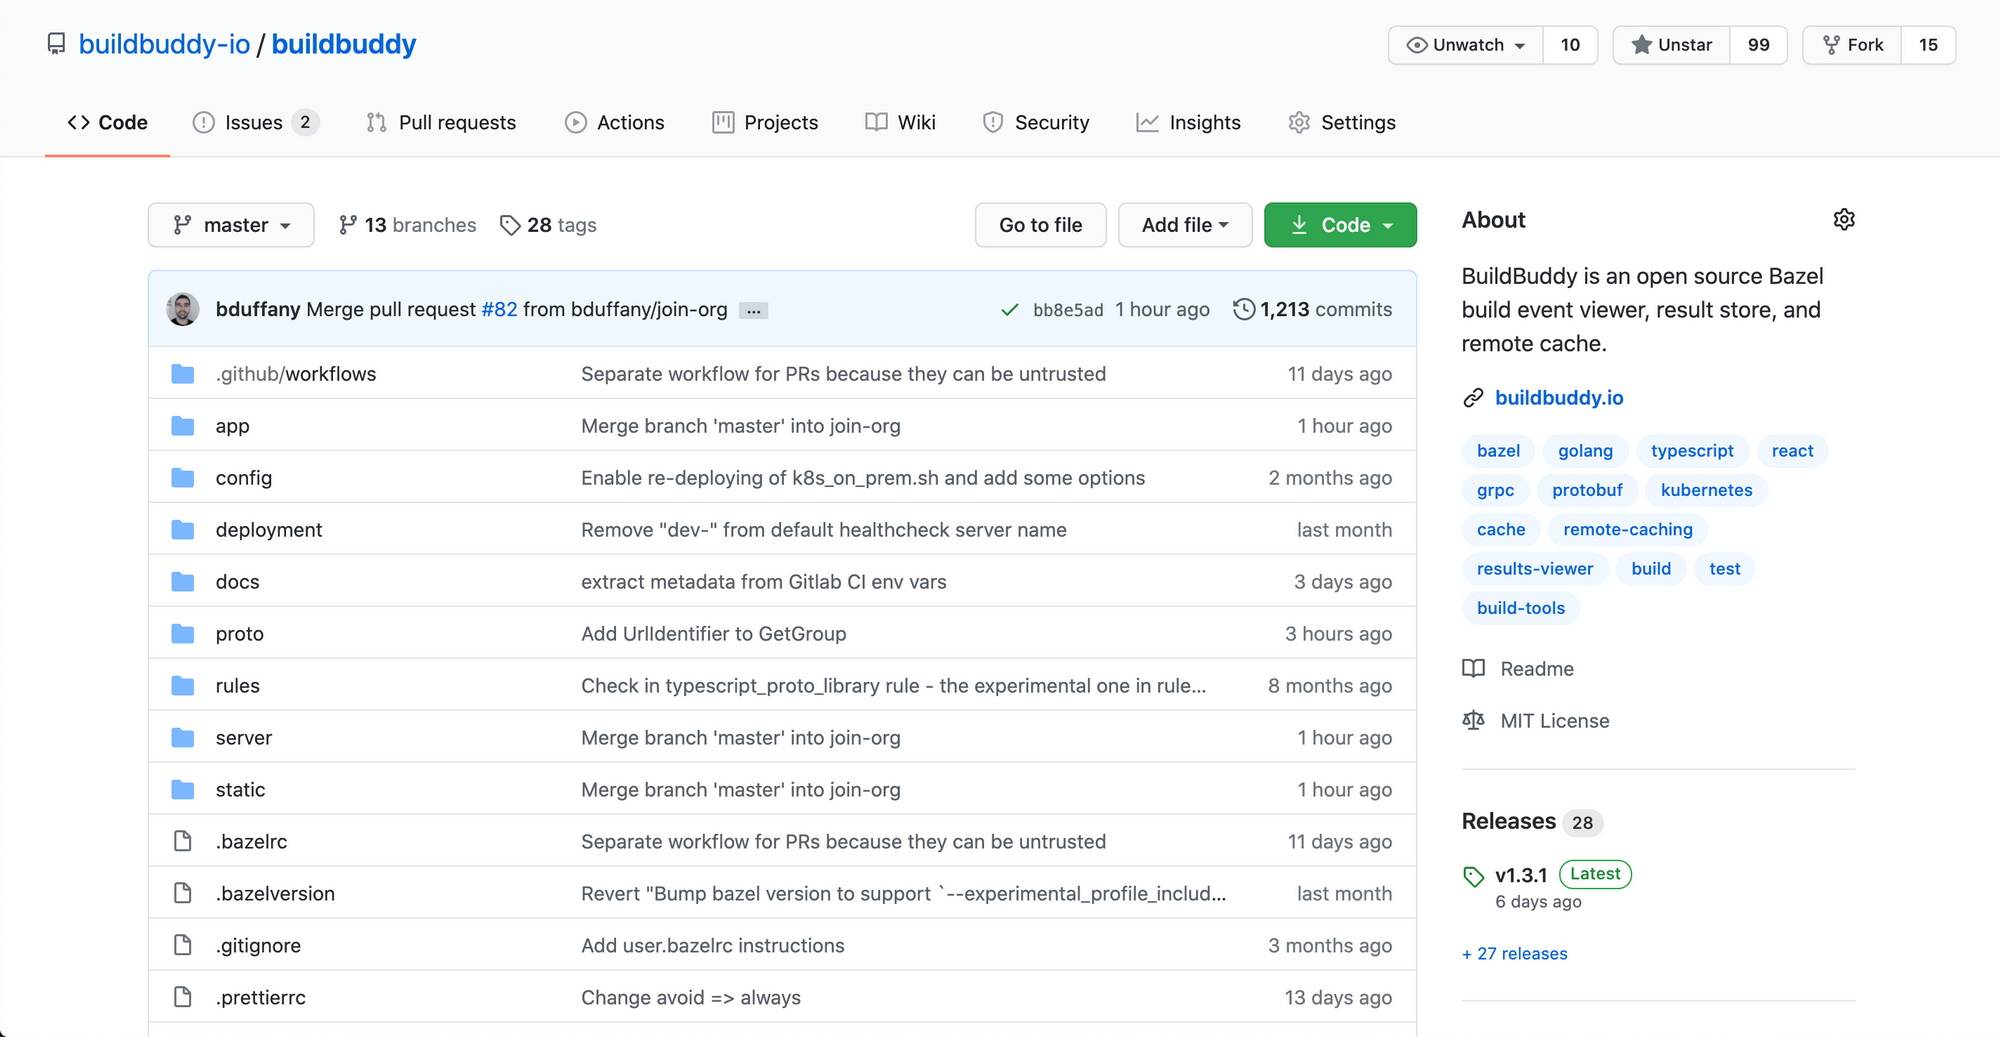 buildbuddy-io / buildbuddy
Unwatch 10
Unstar 99
Fork 15
Code
Issues 2
Pull requests
Actions
Projects
Wiki
Security
Insights
Settings
master
13 branches
28 tags
Go to file
Add file
Code
bduffany Merge pull request #82 from bduffany/join-org ... bb8e5ad 1 hour ago 1,213 commits
.github/workflows Separate workflow for PRs because they can be untrusted 11 days ago
app Merge branch 'master' into join-org 1 hour ago
config Enable re-deploying of k8s_on_prem.sh and add some options 2 months ago
deployment Remove "dev-" from default healthcheck server name last month
docs extract metadata from Gitlab CI env vars 3 days ago
proto Add UrlIdentifier to GetGroup 3 hours ago
rules Check in typescript_proto_library rule - the experimental one in rule... 8 months ago
server Merge branch 'master' into join-org 1 hour ago
static Merge branch 'master' into join-org 1 hour ago
.bazelrc Separate workflow for PRs because they can be untrusted 11 days ago
.bazelversion Revert "Bump bazel version to support `--experimental_profile_includ... last month
.gitignore Add user.bazelrc instructions 3 months ago
.prettierrc Change avoid => always 13 days ago
About
BuildBuddy is an open source Bazel
build event viewer, result store, and
remote cache.
buildbuddy.io
bazel golang typescript react
grpc protobuf kubernetes
cache remote-caching
results-viewer build test
build-tools
Readme
MIT License
Releases 28
v1.3.1 Latest
6 days ago
+ 27 releases